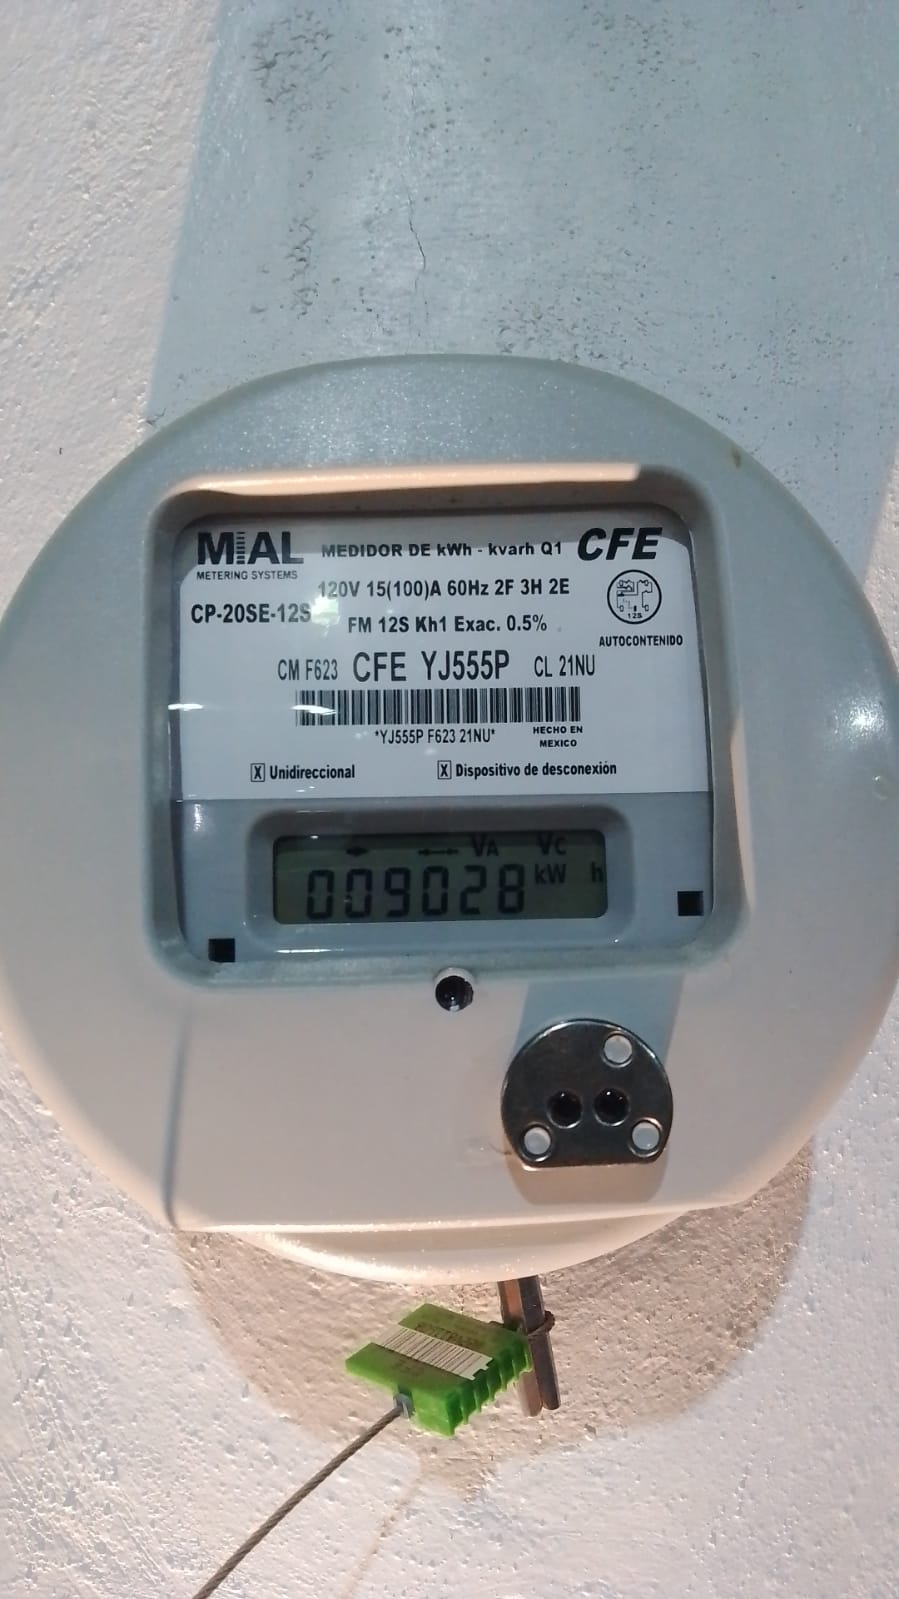 MIAL
METERING SYSTEMS
MEDIDOR DE kWh - kvarh Q1
CFE
120V 15(100)A 60Hz 2F 3H 2E
CP-20SE-12S
FM 12S Kh1 Exac. 0.5%
12S
AUTOCONTENIDO
CM F623 CFE YJ555P CL 21NU
*YJ555P F623 21NU*
HECHO EN
MEXICO
X Unidireccional
X Dispositivo de desconexión
VA VC
009028 kW h